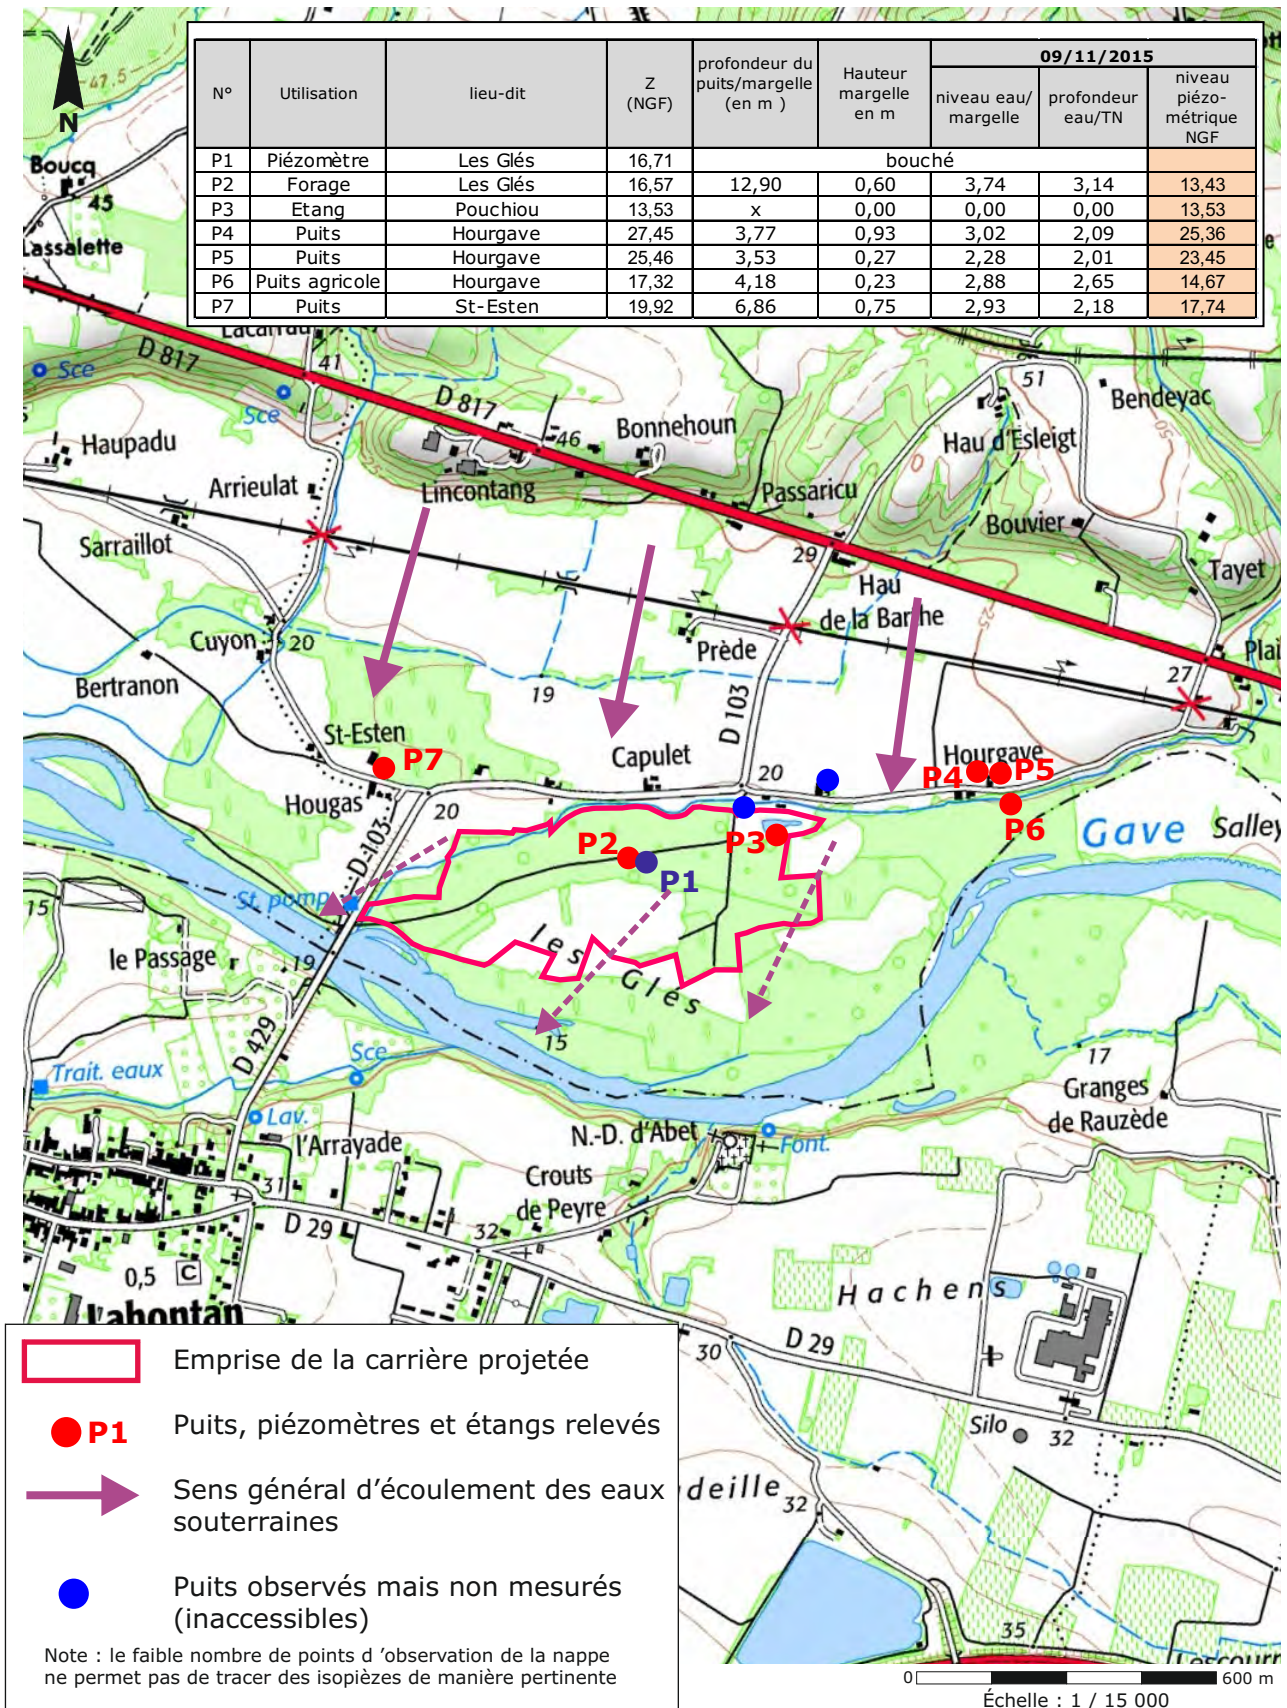 N° Utilisation lieu-dit Z (NGF) profondeur du puits/margelle (en m ) Hauteur margelle en m 09/11/2015
niveau eau/ margelle profondeur eau/TN niveau piézo- métrique NGF
P1 Piézomètre Les Glés 16,71 bouché
P2 Forage Les Glés 16,57 12,90 0,60 3,74 3,14 13,43
P3 Etang Pouchiou 13,53 x 0,00 0,00 0,00 13,53
P4 Puits Hourgave 27,45 3,77 0,93 3,02 2,09 25,36
P5 Puits Hourgave 25,46 3,53 0,27 2,28 2,01 23,45
P6 Puits agricole Hourgave 17,32 4,18 0,23 2,88 2,65 14,67
P7 Puits St-Esten 19,92 6,86 0,75 2,93 2,18 17,74
47,5
N
Boucq
45
Lassalette
D 817
41
Sce
Sce
D 817
46
Bonnehoun
51
Bendeyac
Hau d'Esleigt
Haupadu
Arrieulat
Lincontang
Passaricu
Bouvier
50
25
Sarraillot
29
Hau
de la Barthe
25
Tayet
Cuyon
20
Prède
Bertranon
19
D 103
27
St-Esten
P7
Capulet
20
Hourgave
P4
P5
P6
Hougas
20
D 103
P2
P1
P3
Gave
St. pomp.
15
les Glés
le Passage
19
D 429
15
Sce
Trait. eaux
17
Granges
de Rauzède
Lav.
l'Arrayade
N.-D. d'Abet
Font.
Crouts
de Peyre
31
D 29
32
0,5
C
Lahontan
Hachens
30
D 29
Silo
32
32
35
Emprise de la carrière projetée
P1 Puits, piézomètres et étangs relevés
Sens général d'écoulement des eaux
souterraines
Puits observés mais non mesurés
(inaccessibles)
Note : le faible nombre de points d 'observation de la nappe
ne permet pas de tracer des isopièzes de manière pertinente
0 600 m
Échelle : 1 / 15 000